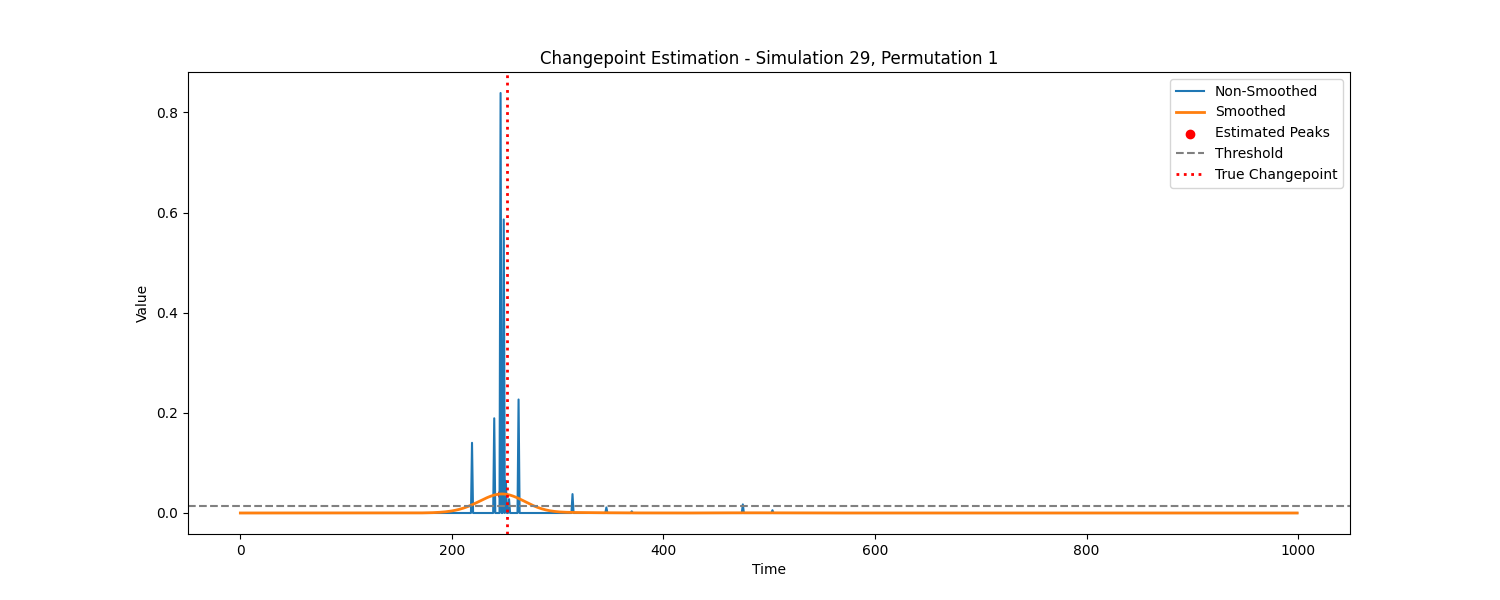 Changepoint Estimation - Simulation 29, Permutation 1
Non-Smoothed
Smoothed
Estimated Peaks
Threshold
True Changepoint
Value
0.8
0.6
0.4
0.2
0.0
0 200 400 600 800 1000
Time